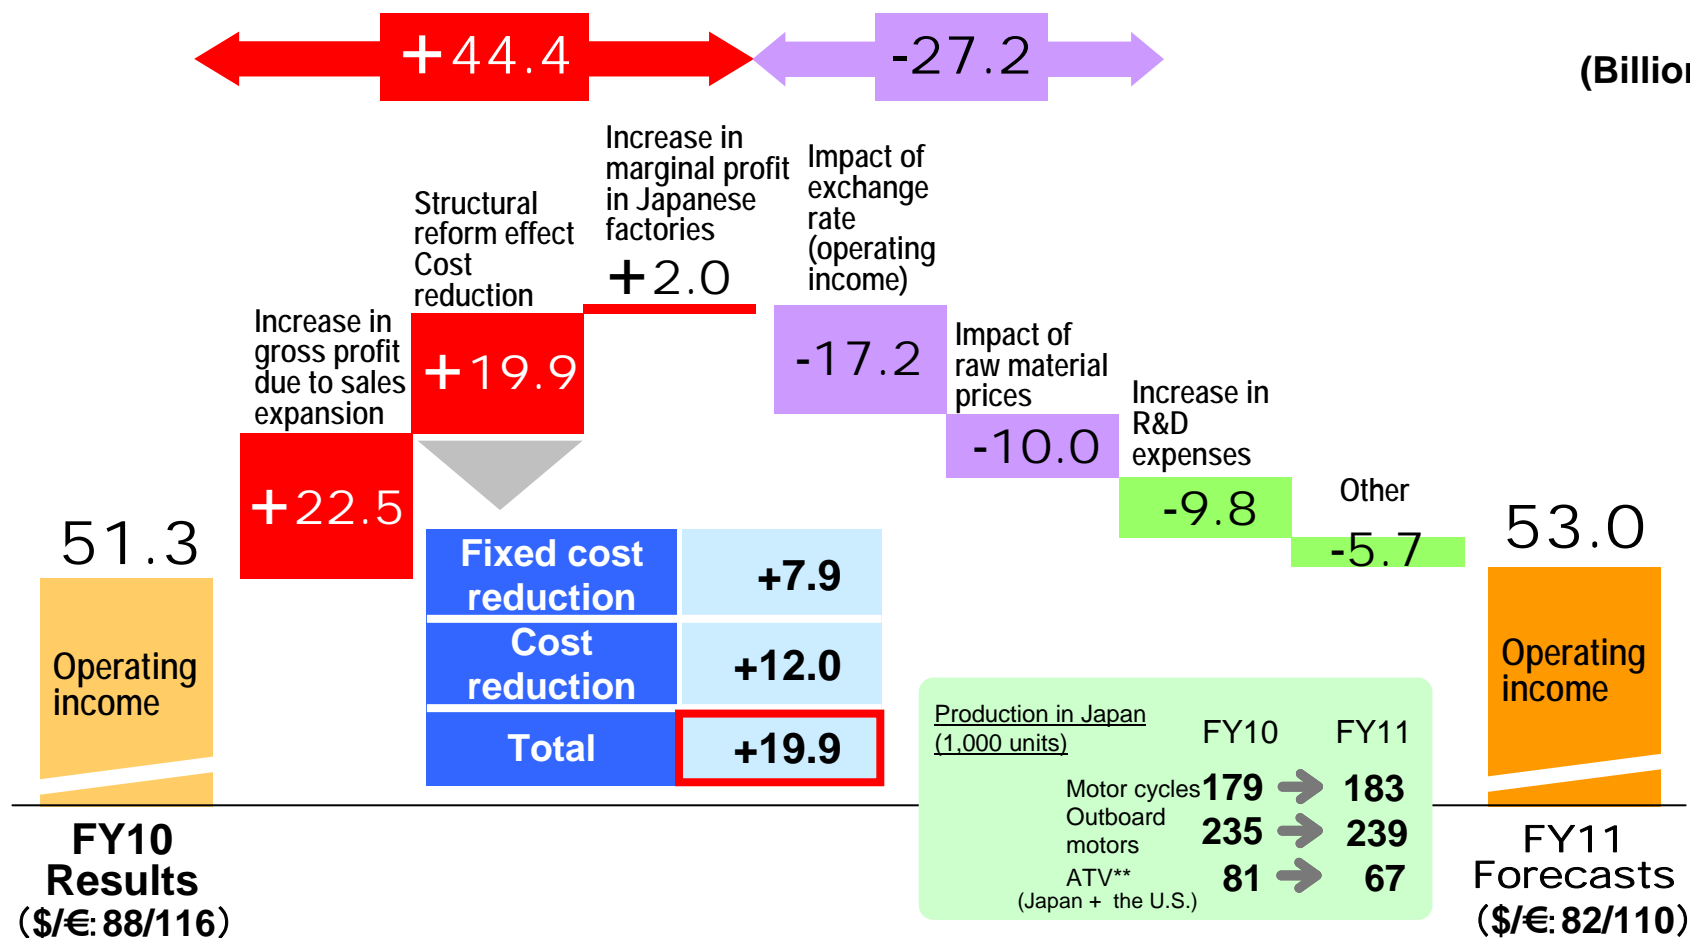 +44.4
-27.2
(Billion
Increase in
marginal profit
in Japanese
factories
+2.0
Impact of
exchange
rate
(operating
income)
Structural
reform effect
Cost
reduction
Increase in
gross profit
due to sales
expansion
+19.9
-17.2
Impact of
raw material
prices
Increase in
R&D
expenses
-10.0
Other
+22.5
-9.8
-5.7
51.3
53.0
Operating
income
Fixed cost
reduction
+7.9
Cost
reduction
+12.0
Total
+19.9
Operating
income
Production in Japan
(1,000 units)
FY10 FY11
Motor cycles 179 183
Outboard
motors
235 239
ATV** 81 67
(Japan + the U.S.)
FY10
Results
($/€: 88/116)
FY11
Forecasts
($/€: 82/110)